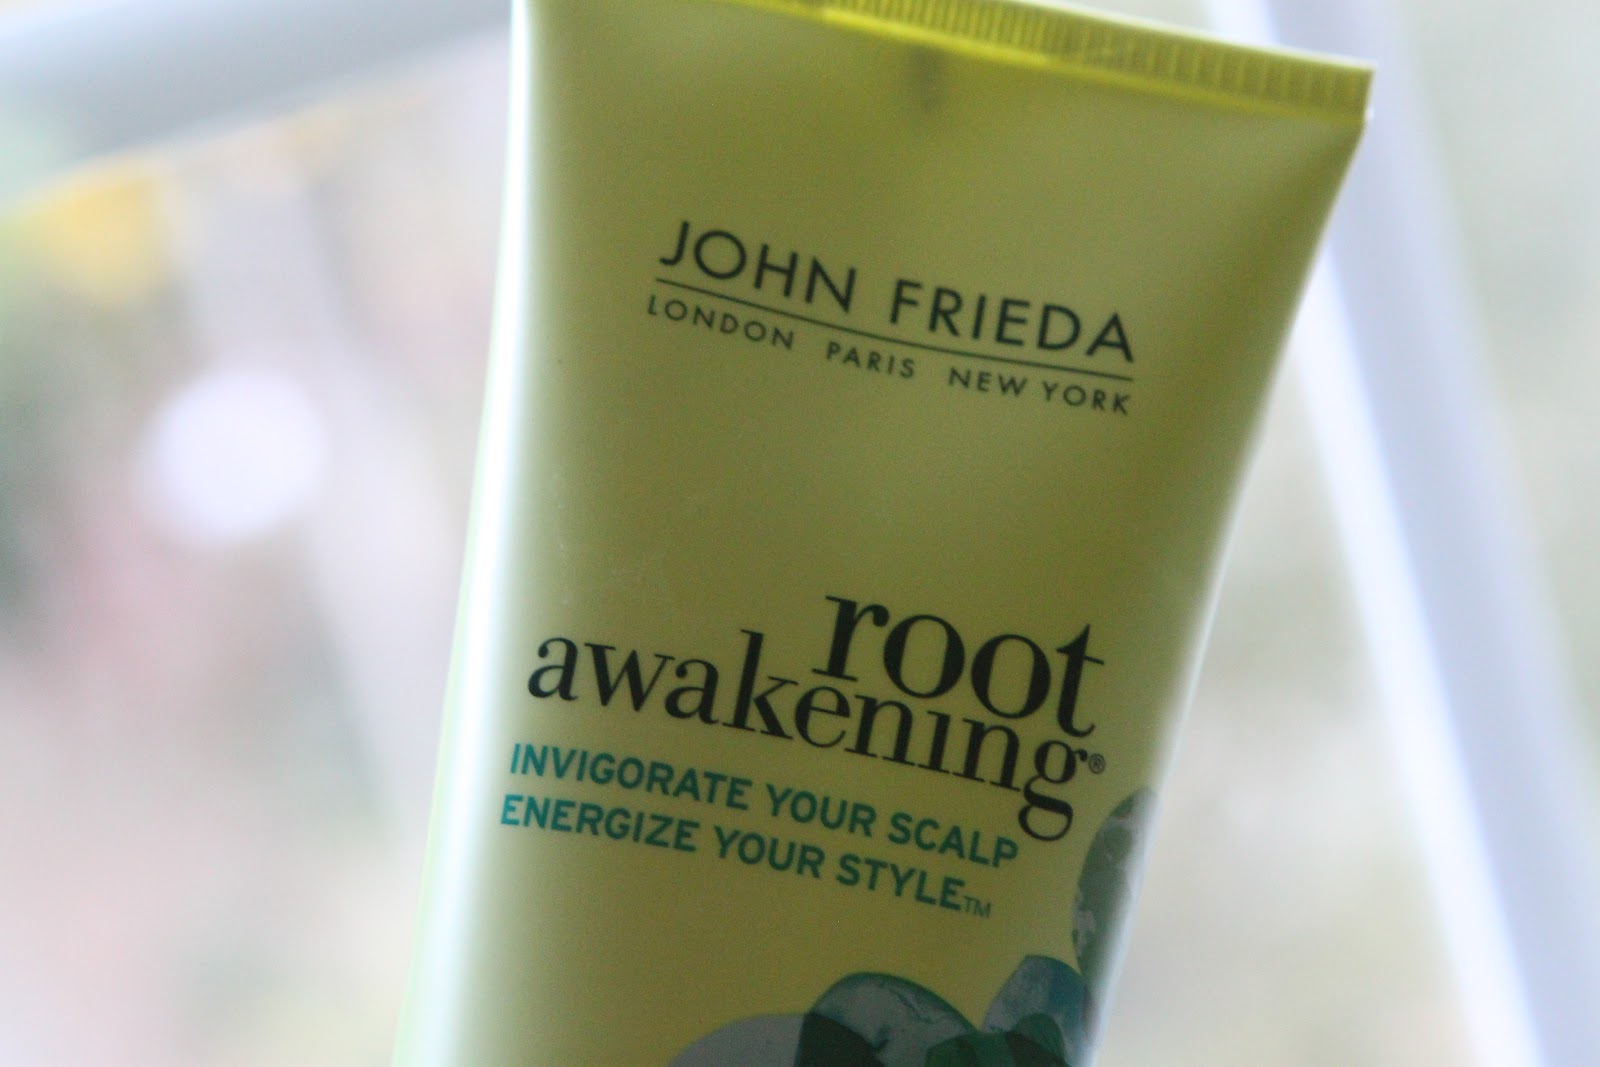 JOHN FRIEDA
LONDON PARIS NEW YORK
root
awakening®
INVIGORATE YOUR SCALP
ENERGIZE YOUR STYLE™